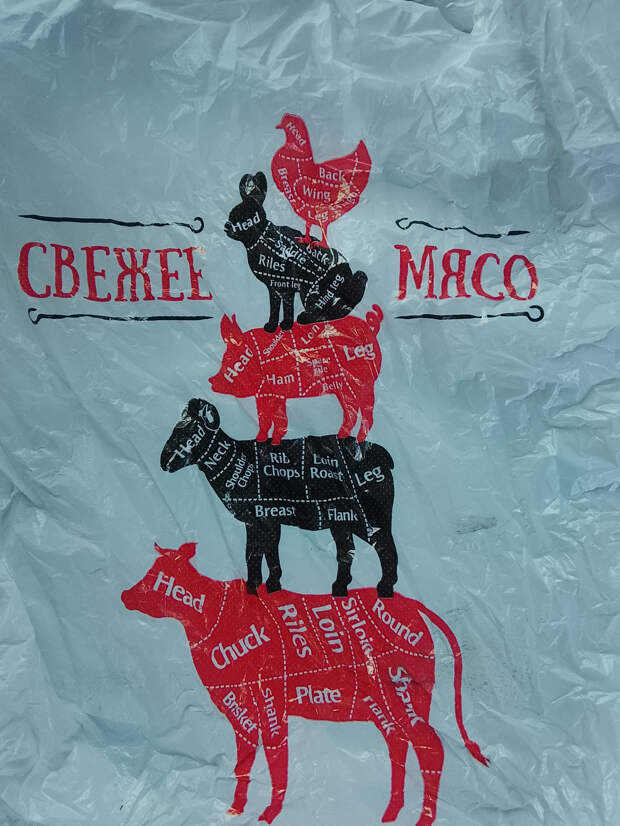 Head
Back
Breast
Wing
Leg
Head
Saddle
Back
Riles
Front leg
Hind leg
СВЕЖЕЕ МЯСО
Head
Shoulder
Loin
Leg
Ham
Spare
Belly
Head
Neck
Shoulder
Chops
Rib
Chops
Loin
Roast
Leg
Breast
Flank
Head
Chuck
Riles
Loin
Sirloin
Round
Brisket
Shank
Plate
Flank
Shank